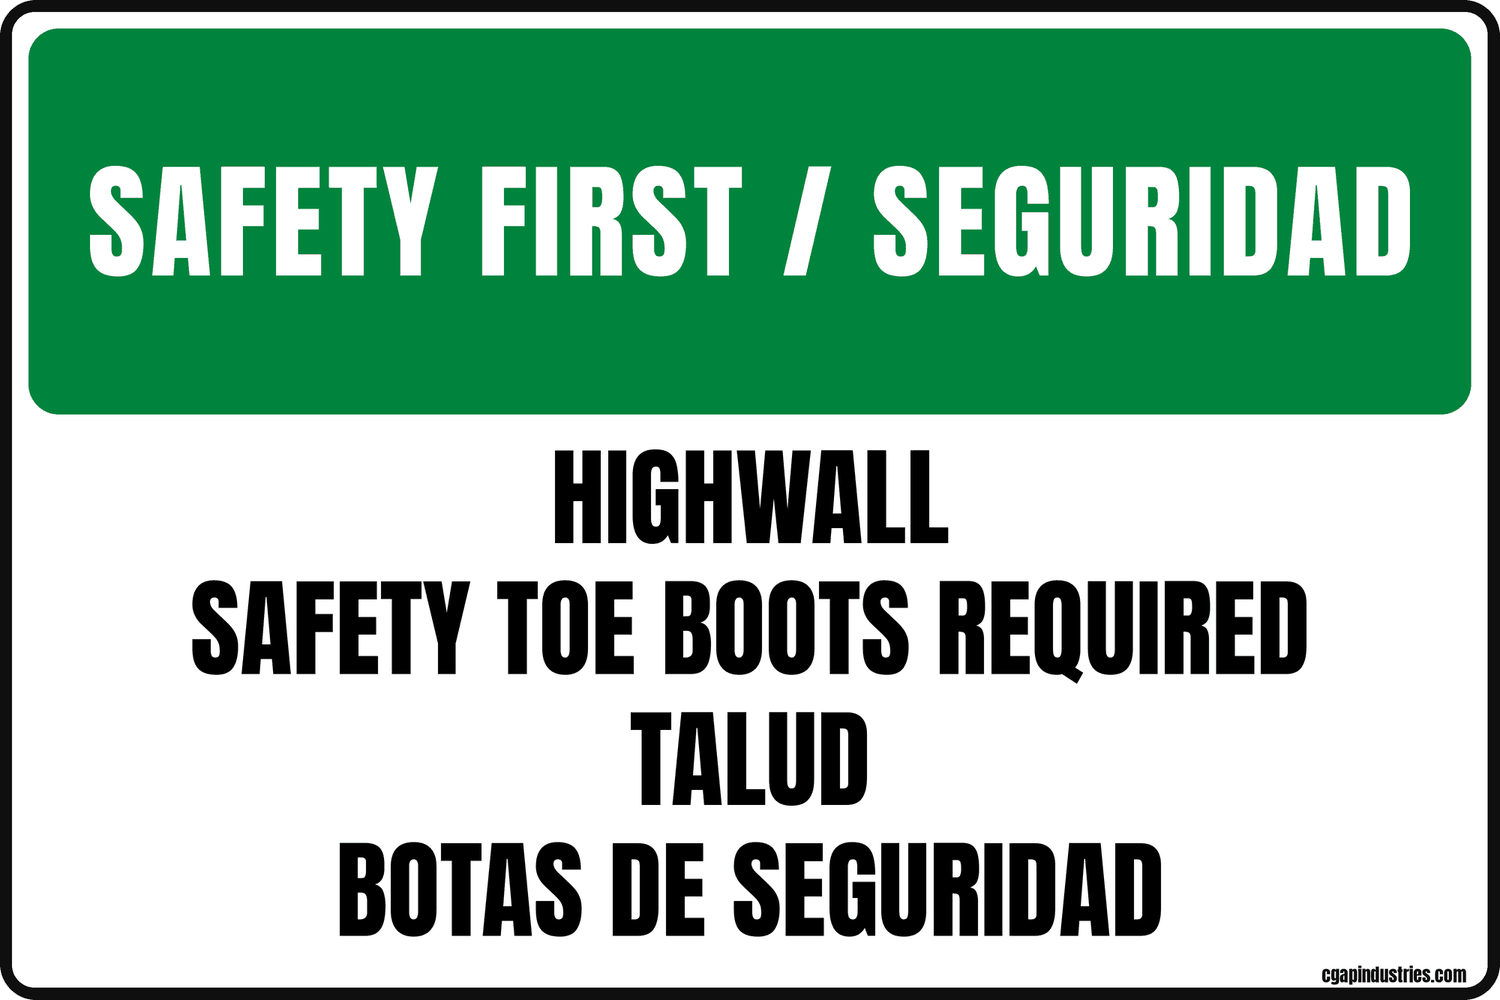 SAFETY FIRST / SEGURIDAD
HIGHWALL
SAFETY TOE BOOTS REQUIRED
TALUD
BOTAS DE SEGURIDAD
cgapindustries.com